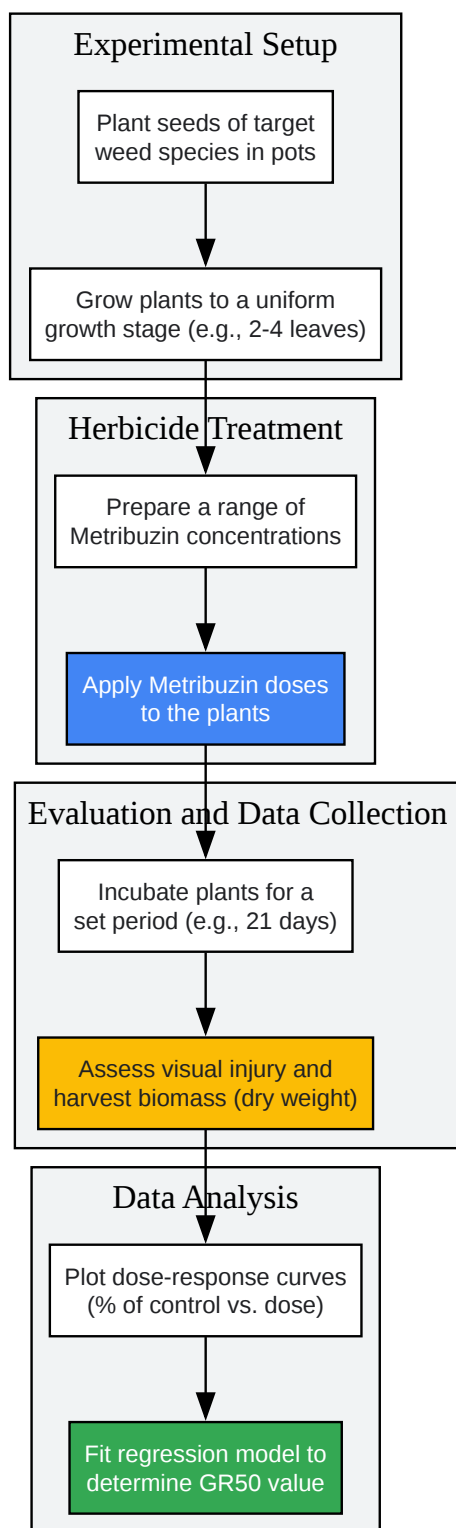 Experimental Setup
Plant seeds of target
weed species in pots
Grow plants to a uniform
growth stage (e.g., 2-4 leaves)
Herbicide Treatment
Prepare a range of
Metribuzin concentrations
Apply Metribuzin doses
to the plants
Evaluation and Data Collection
Incubate plants for a
set period (e.g., 21 days)
Assess visual injury and
harvest biomass (dry weight)
Data Analysis
Plot dose-response curves
(% of control vs. dose)
Fit regression model to
determine GR50 value